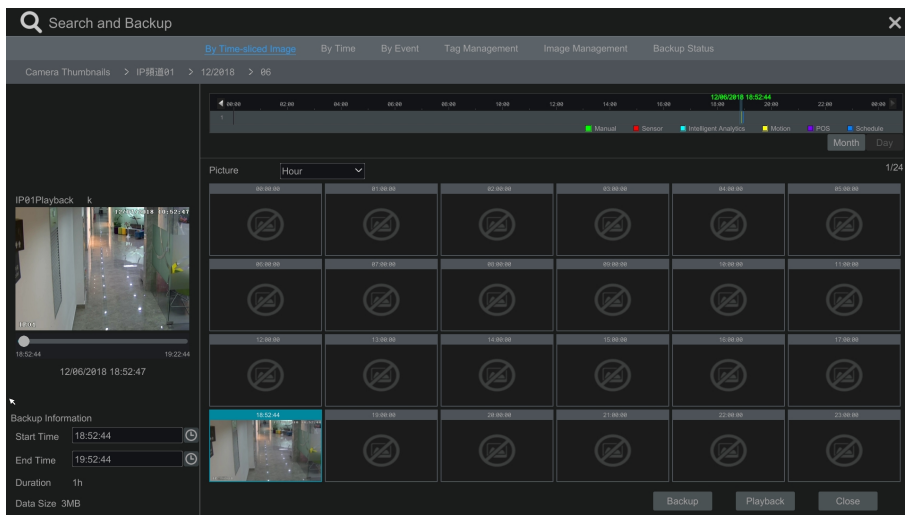 Search and Backup
By Time-sliced Image By Time By Event Tag Management Image Management Backup Status
Camera Thumbnails > IP頻道01 > 12/2018 > 06
12/06/2018 18:52:44
00:00 02:00 04:00 06:00 08:00 10:00 12:00 14:00 16:00 18:00 20:00 22:00 00:00
1
Manual Sensor Intelligent Analytics Motion POS Schedule
Month Day
Picture Hour 1/24
00:00:00 01:00:00 02:00:00 03:00:00 04:00:00 05:00:00
IP01Playback k
06:00:00 07:00:00 08:00:00 09:00:00 10:00:00 11:00:00
12:00:00 13:00:00 14:00:00 15:00:00 16:00:00 17:00:00
18:52:44 19:22:44
12/06/2018 18:52:47
18:52:44 19:00:00 20:00:00 21:00:00 22:00:00 23:00:00
Backup Information
Start Time 18:52:44
End Time 19:52:44
Duration 1h
Data Size 3MB
Backup Playback Close